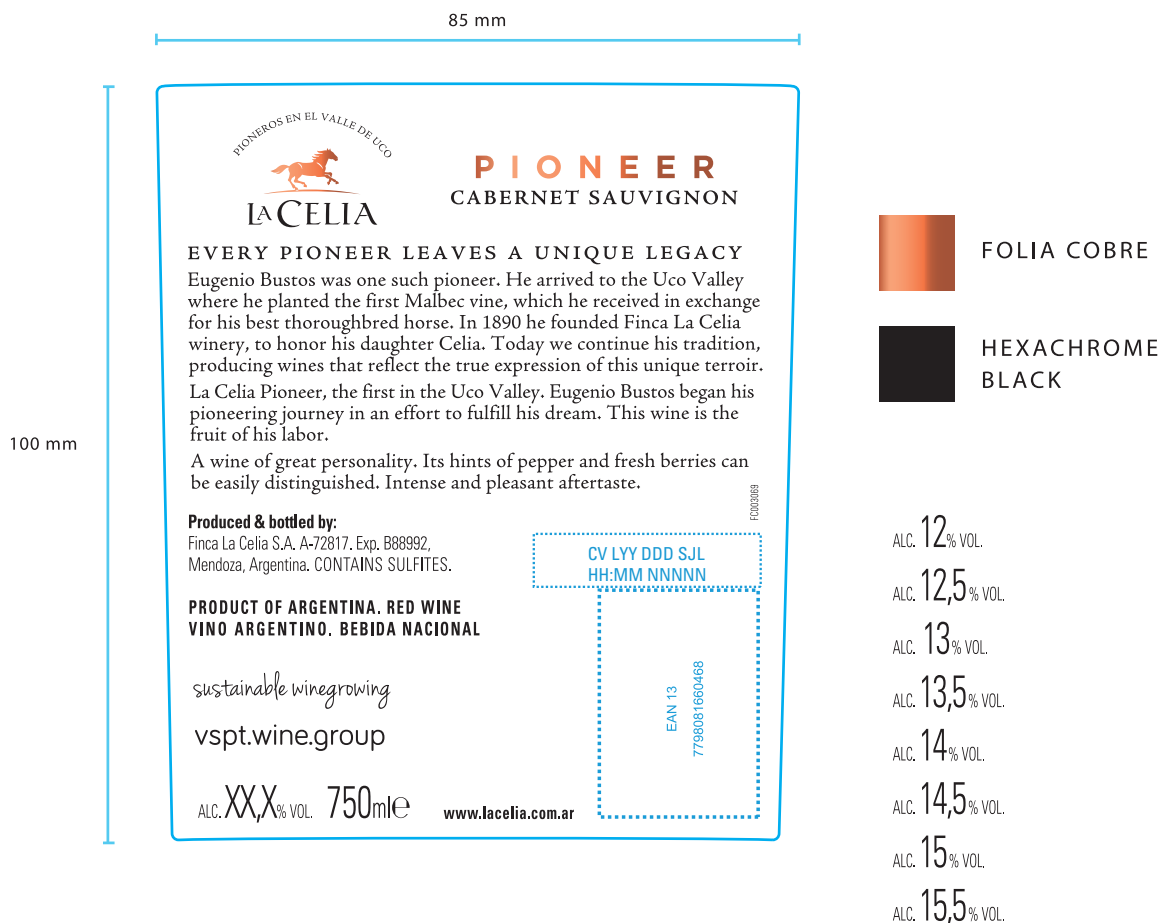 85 mm
100 mm
PIONEROS EN EL VALLE DE UCO
LA CELIA
PIONEER
CABERNET SAUVIGNON
EVERY PIONEER LEAVES A UNIQUE LEGACY
Eugenio Bustos was one such pioneer. He arrived to the Uco Valley
where he planted the first Malbec vine, which he received in exchange
for his best thoroughbred horse. In 1890 he founded Finca La Celia
winery, to honor his daughter Celia. Today we continue his tradition,
producing wines that reflect the true expression of this unique terroir.
La Celia Pioneer, the first in the Uco Valley. Eugenio Bustos began his
pioneering journey in an effort to fulfill his dream. This wine is the
fruit of his labor.
A wine of great personality. Its hints of pepper and fresh berries can
be easily distinguished. Intense and pleasant aftertaste.
FC003069
Produced & bottled by:
Finca La Celia S.A. A-72817. Exp. B88992,
Mendoza, Argentina. CONTAINS SULFITES.
CV LYY DDD SJL
HH:MM NNNNN
PRODUCT OF ARGENTINA. RED WINE
VINO ARGENTINO. BEBIDA NACIONAL
EAN 13
7798081660468
sustainable winegrowing
vspt.wine.group
ALC. XX,X% VOL. 750ml℮
www.lacelia.com.ar
FOLIA COBRE
HEXACHROME
BLACK
ALC. 12% VOL.
ALC. 12,5% VOL.
ALC. 13% VOL.
ALC. 13,5% VOL.
ALC. 14% VOL.
ALC. 14,5% VOL.
ALC. 15% VOL.
ALC. 15,5% VOL.